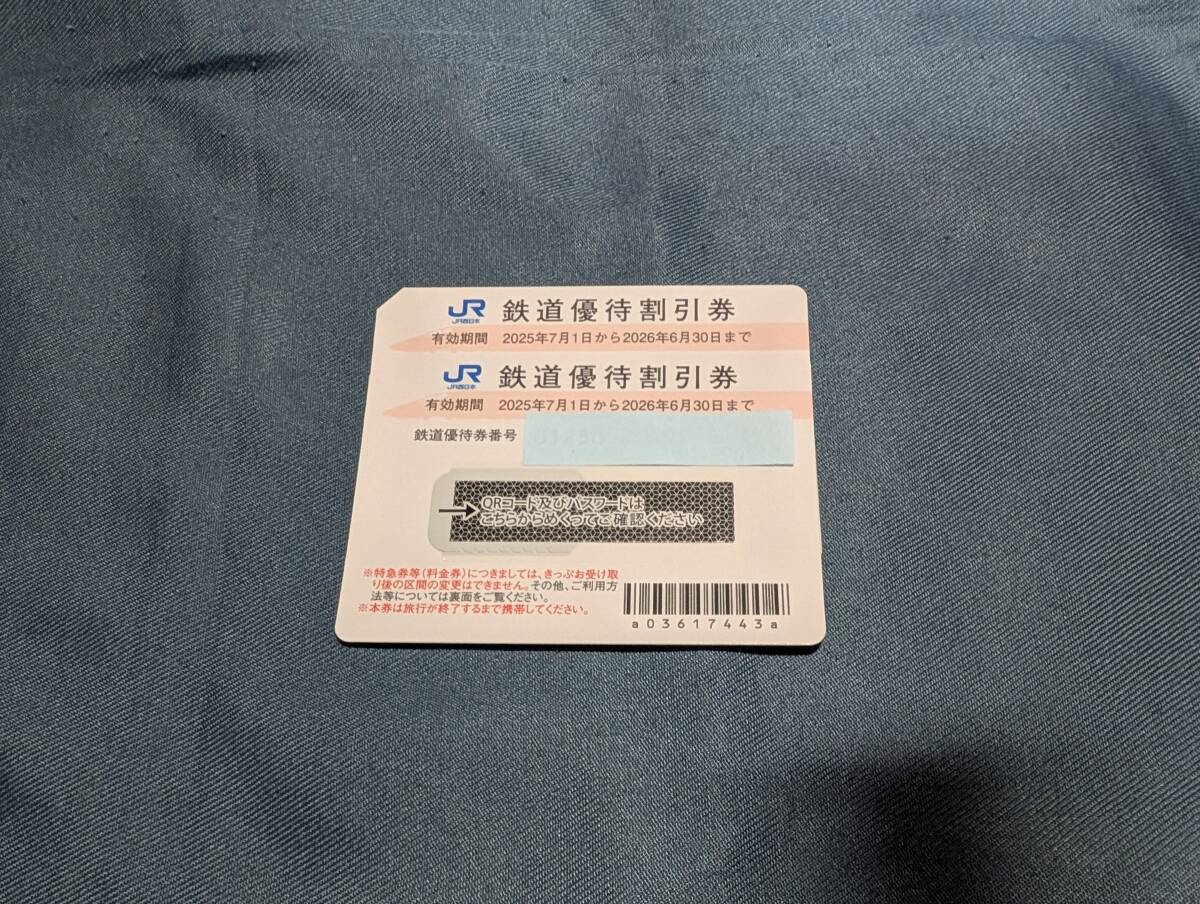 JR 鉄道優待割引券
JR西日本
有効期間 2025年7月1日から2026年6月30日まで
JR 鉄道優待割引券
JR西日本
有効期間 2025年7月1日から2026年6月30日まで
鉄道優待券番号
QRコード及びパスワードは
こちらからめくってご確認ください
※特急券等(料金券)につきましては、きっぷお受け取
り後の区間の変更はできません。その他、ご利用方
法等については裏面をご覧ください。
※本券は旅行が終了するまで携帯してください。
a03617443a